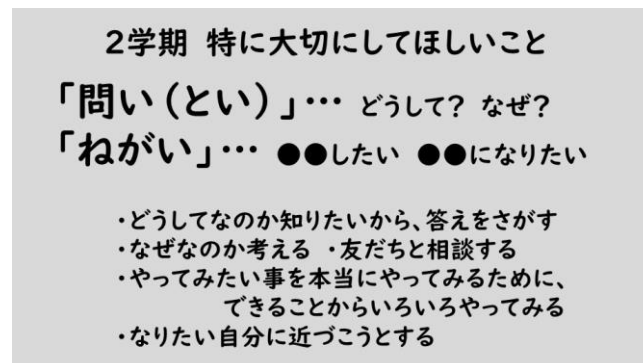 2学期 特に大切にしてほしいこと
「問い(とい)」… どうして? なぜ?
「ねがい」… ●●したい ●●になりたい
・どうしてなのか知りたいから、答えをさがす
・なぜなのか考える ・友だちと相談する
・やってみたい事を本当にやってみるために、
できることからいろいろやってみる
・なりたい自分に近づこうとする